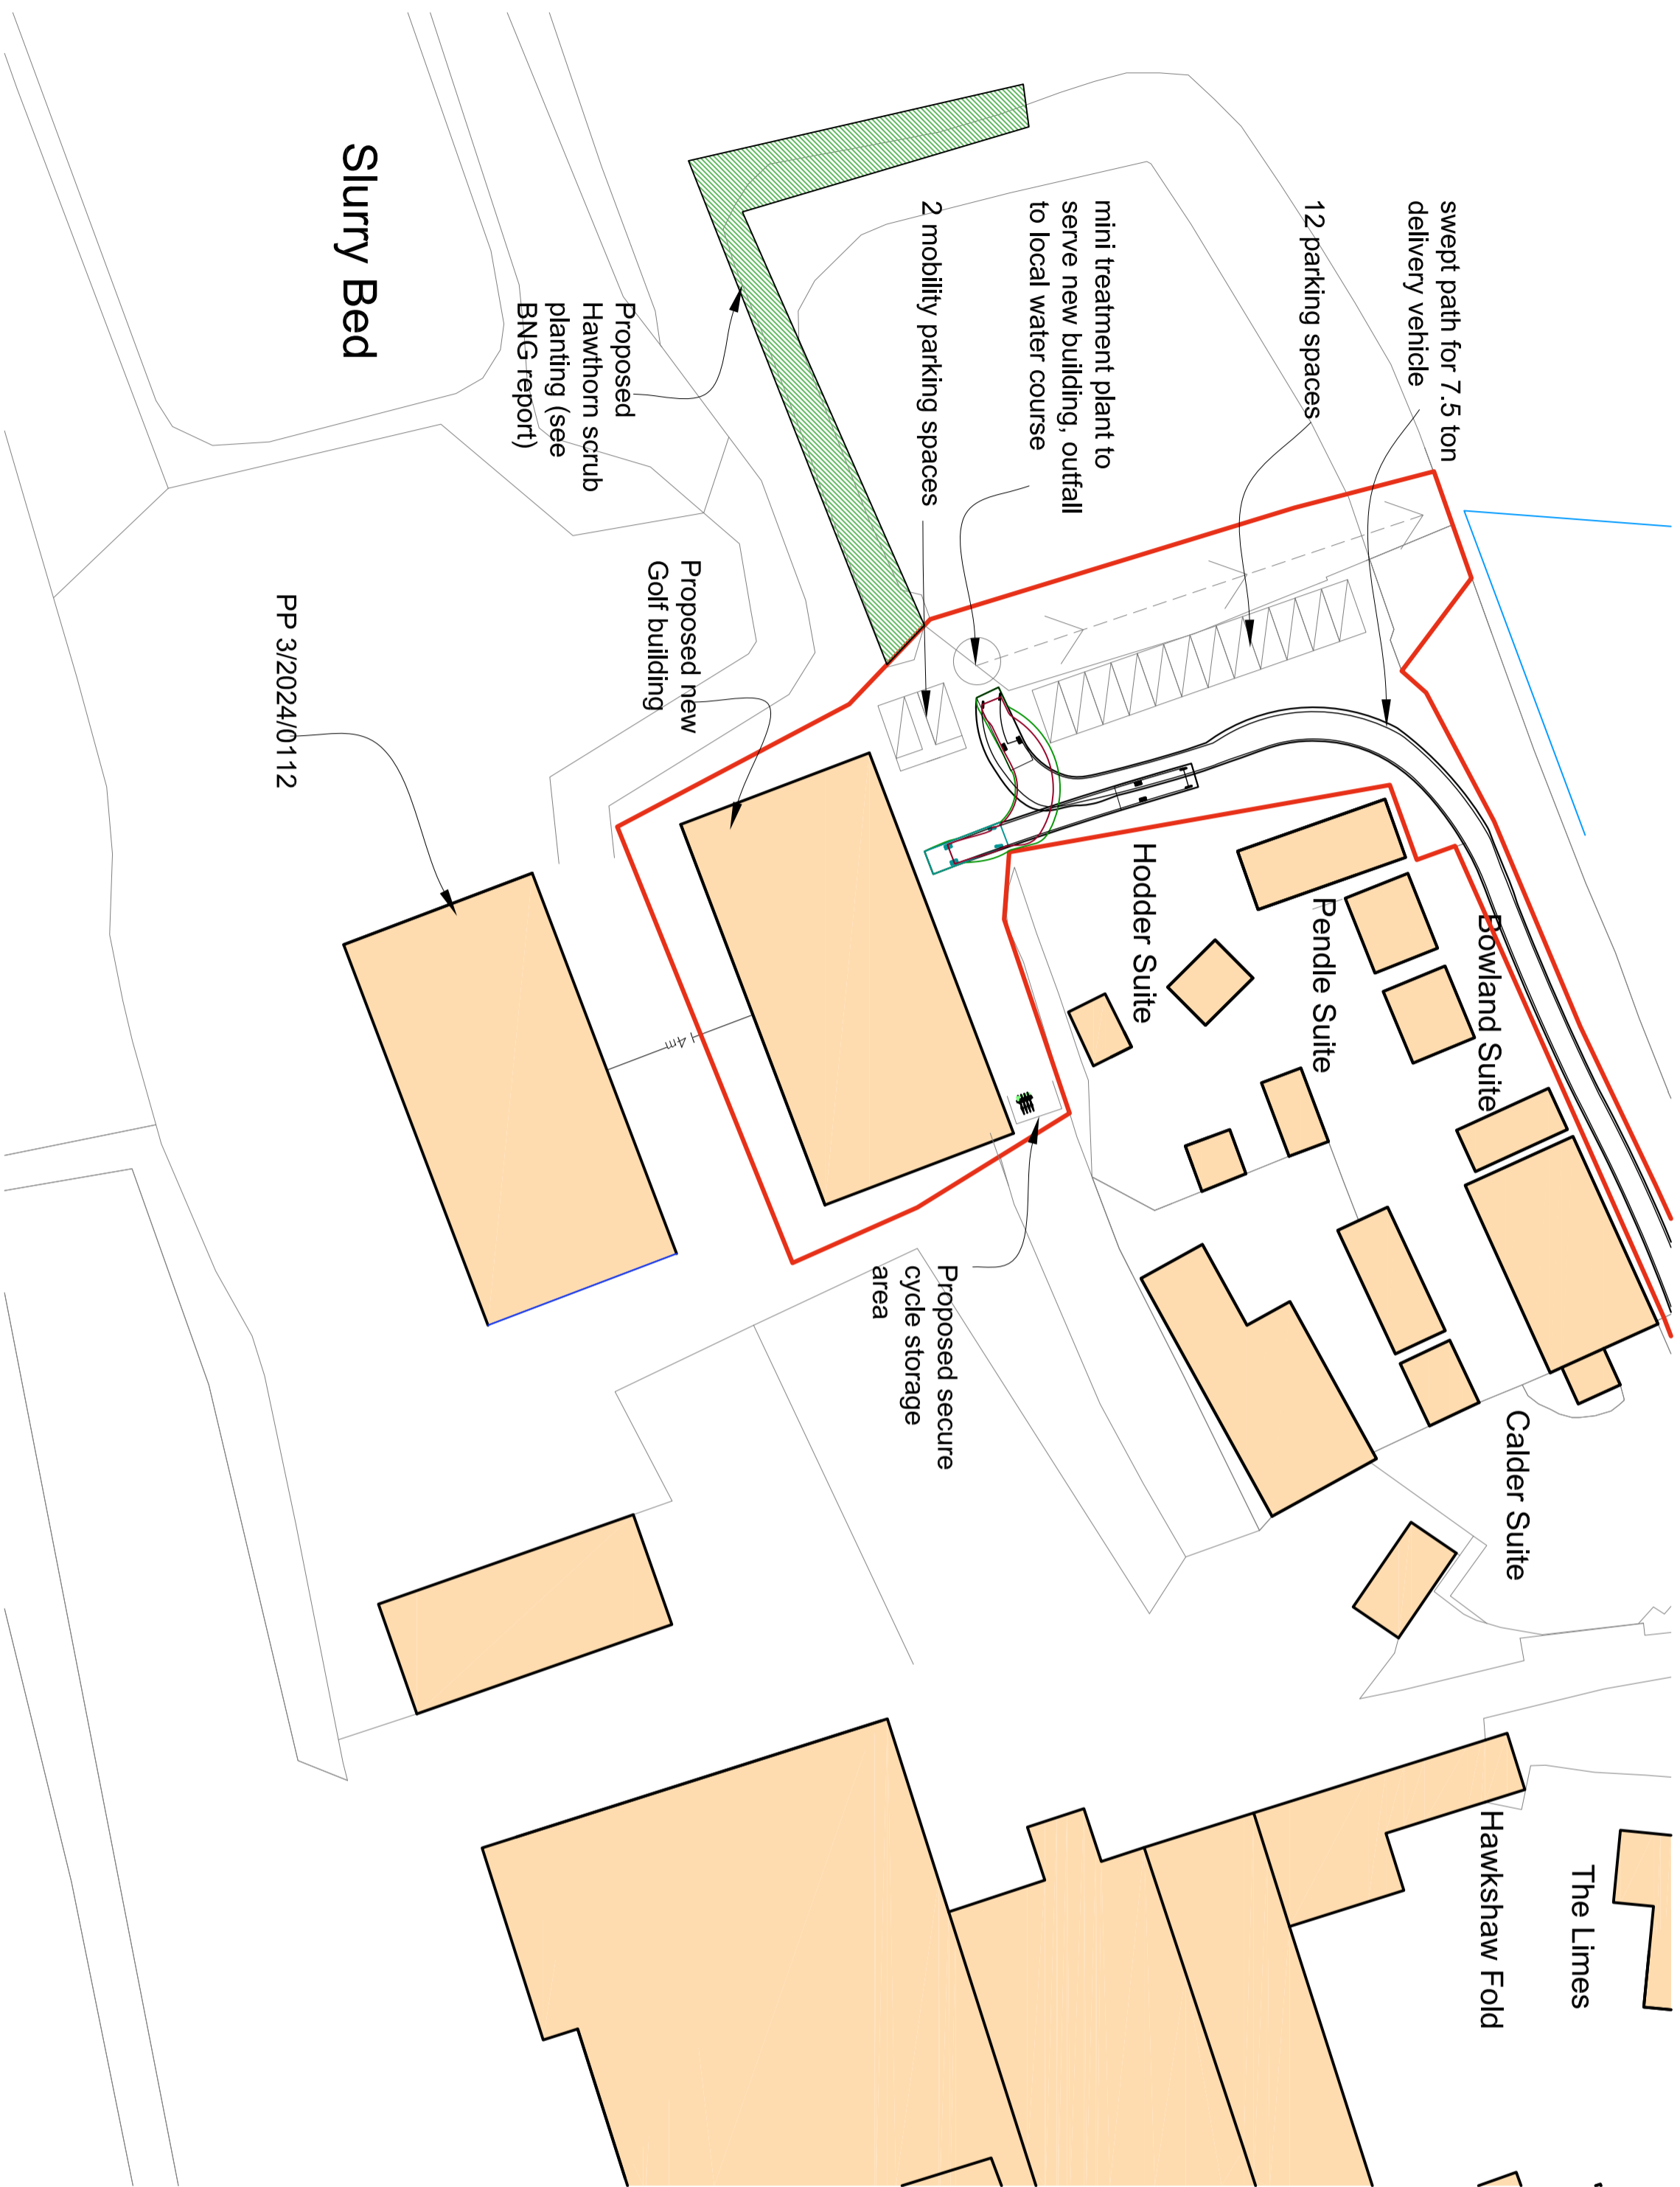 swept path for 7.5 ton
delivery vehicle
12 parking spaces
mini treatment plant to
serve new building, outfall
to local water course
2 mobility parking spaces
Proposed
Hawthorn scrub
planting (see
BNG report)
Slurry Bed
Proposed new
Golf building
PP 3/2024/0112
14m
Hodder Suite
Pendle Suite
Bowland Suite
Calder Suite
Proposed secure
cycle storage
area
Hawkshaw Fold
The Limes